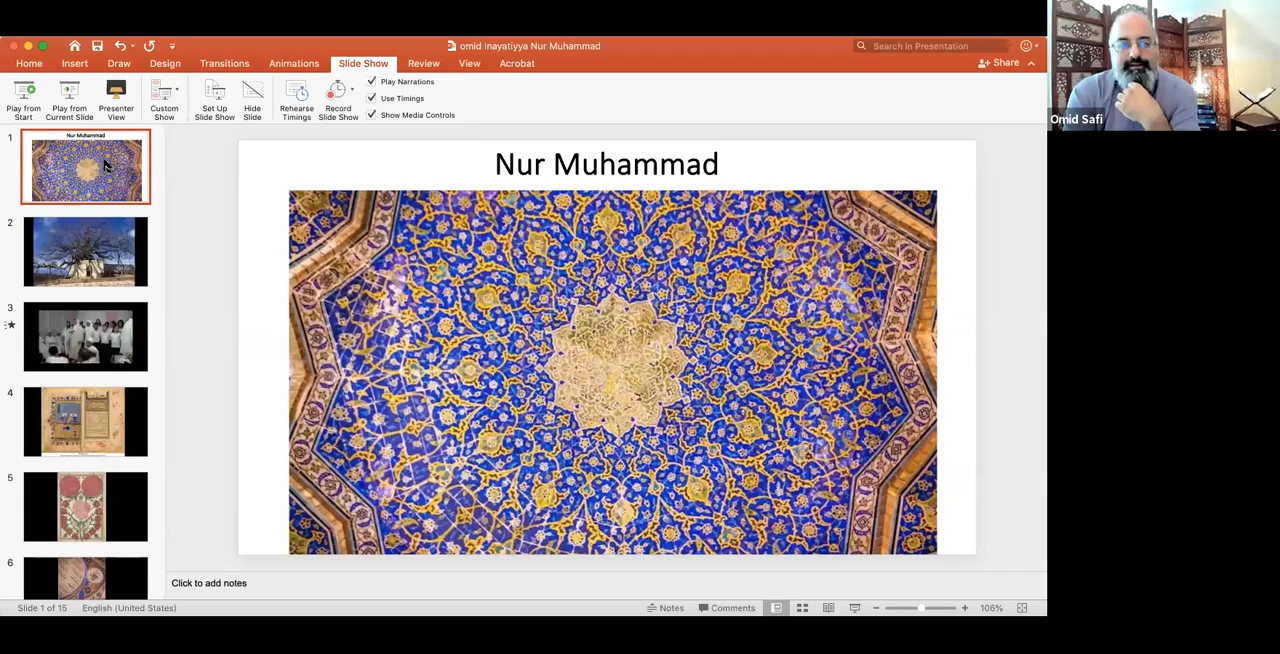 omid Inayatiyya Nur Muhammad
Search in Presentation
Home Insert Draw Design Transitions Animations Slide Show Review View Acrobat
Share
Play from Start
Play from Current Slide
Presenter View
Custom Show
Set Up Slide Show
Hide Slide
Rehearse Timings
Record Slide Show
Play Narrations
Use Timings
Show Media Controls
Omid Safi
1
Nur Muhammad
2
3
4
5
6
Nur Muhammad
Click to add notes
Slide 1 of 15 English (United States)
Notes Comments 106%